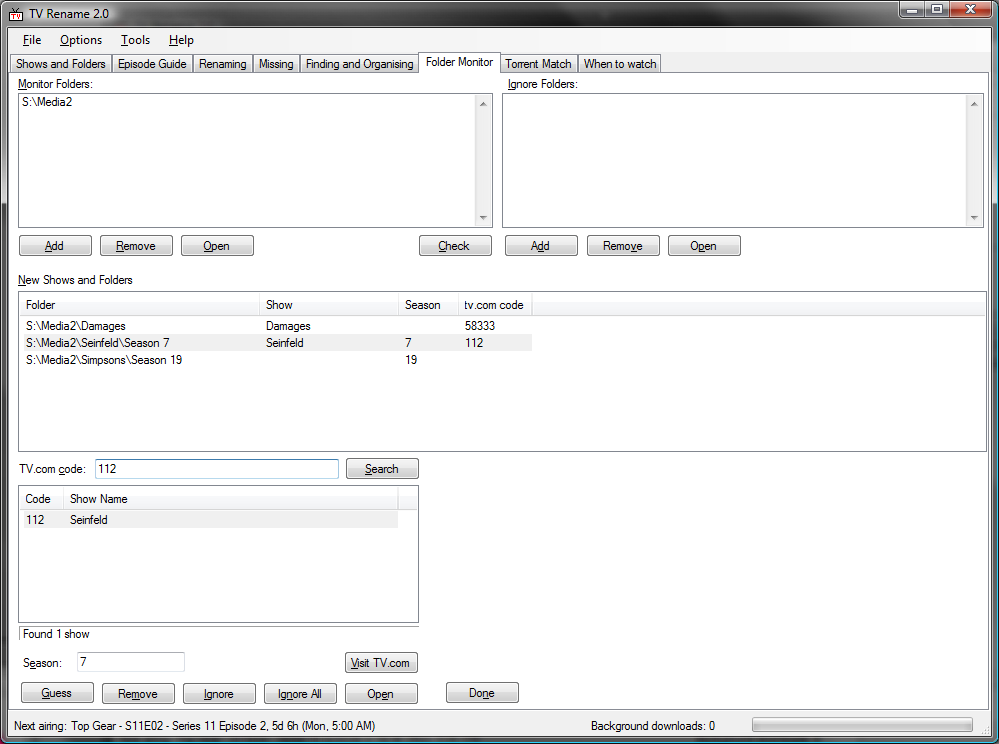 TV Rename 2.0
File Options Tools Help
Shows and Folders Episode Guide Renaming Missing Finding and Organising Folder Monitor Torrent Match When to watch
Monitor Folders: Ignore Folders:
S:\Media2
Add Remove Open Check Add Remove Open
New Shows and Folders
Folder Show Season tv.com code
S:\Media2\Damages Damages 58333
S:\Media2\Seinfeld\Season 7 Seinfeld 7 112
S:\Media2\Simpsons\Season 19 19
TV.com code: 112 Search
Code Show Name
112 Seinfeld
Found 1 show
Season: 7 Visit TV.com
Guess Remove Ignore Ignore All Open Done
Next airing: Top Gear - S11E02 - Series 11 Episode 2, 5d 6h (Mon, 5:00 AM) Background downloads: 0